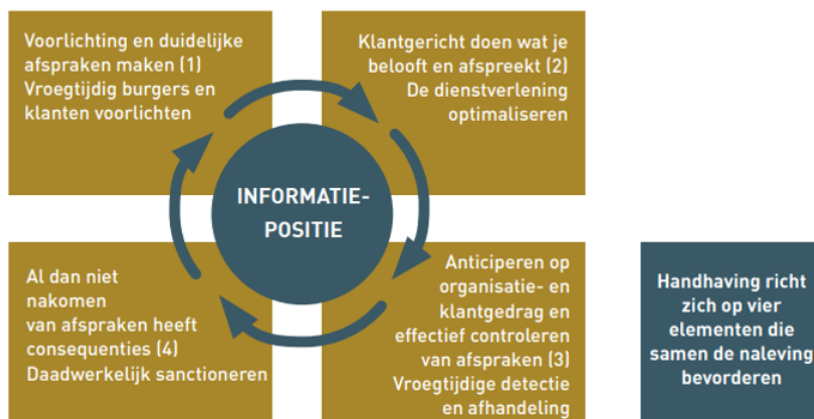 Voorlichting en duidelijke
afspraken maken (1)
Vroegtijdig burgers en
klanten voorlichten
Klantgericht doen wat je
belooft en afspreekt (2)
De dienstverlening
optimaliseren
INFORMATIE-
POSITIE
Al dan niet
nakomen
van afspraken heeft
consequenties (4)
Daadwerkelijk sanctioneren
Anticiperen op
organisatie- en
klantgedrag en
effectief controleren
van afspraken (3)
Vroegtijdige detectie
en afhandeling
Handhaving richt
zich op vier
elementen die
samen de naleving
bevorderen